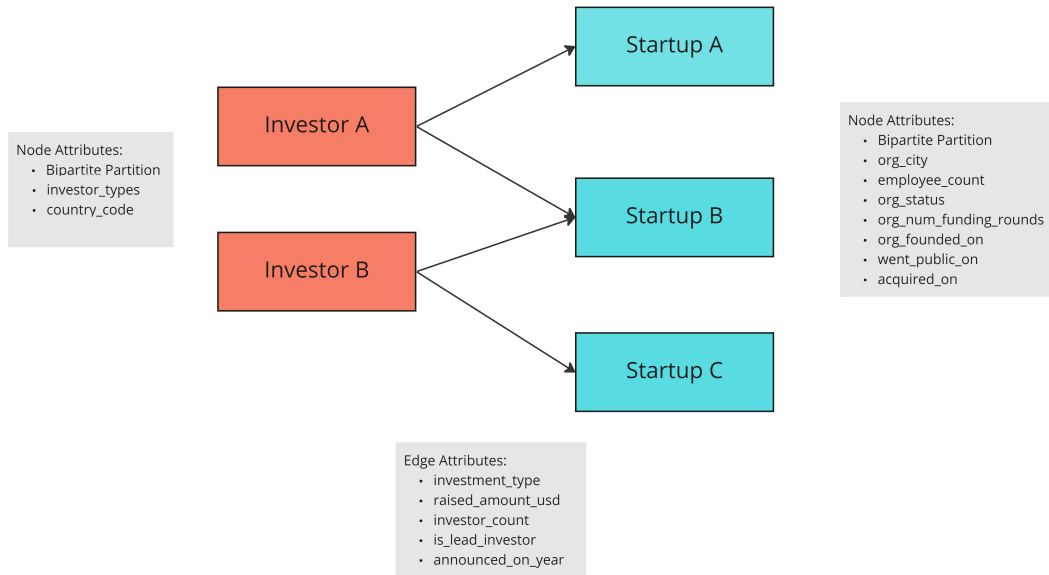 Startup A
Investor A
Node Attributes:
• Bipartite Partition
• investor_types
• country_code
Node Attributes:
• Bipartite Partition
• org_city
• employee_count
• org_status
• org_num_funding_rounds
• org_founded_on
• went_public_on
• acquired_on
Startup B
Investor B
Startup C
Edge Attributes:
• investment_type
• raised_amount_usd
• investor_count
• is_lead_investor
• announced_on_year